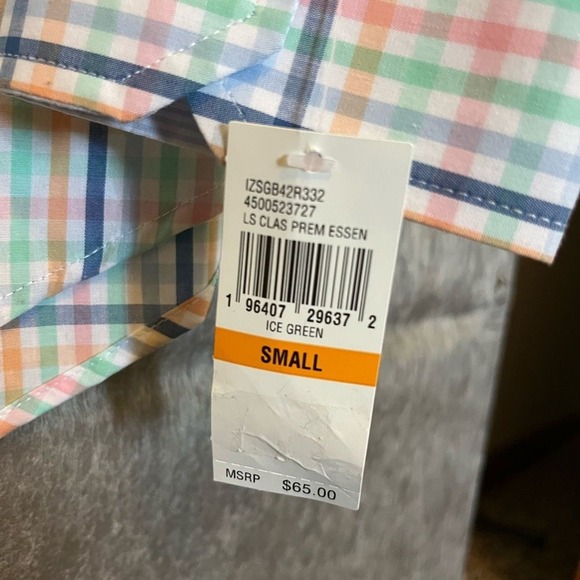 IZSGB42R332
4500523727
LS CLAS PREM ESSEN
1 96407 29637 2
ICE GREEN
SMALL
MSRP $65.00